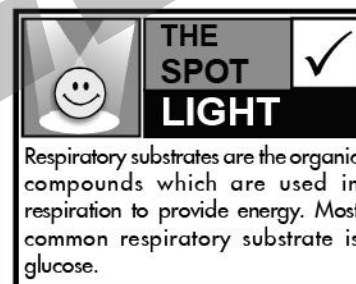 THE
SPOT
LIGHT
Respiratory substrates are the organic
compounds which are used in
respiration to provide energy. Most
common respiratory substrate is
glucose.